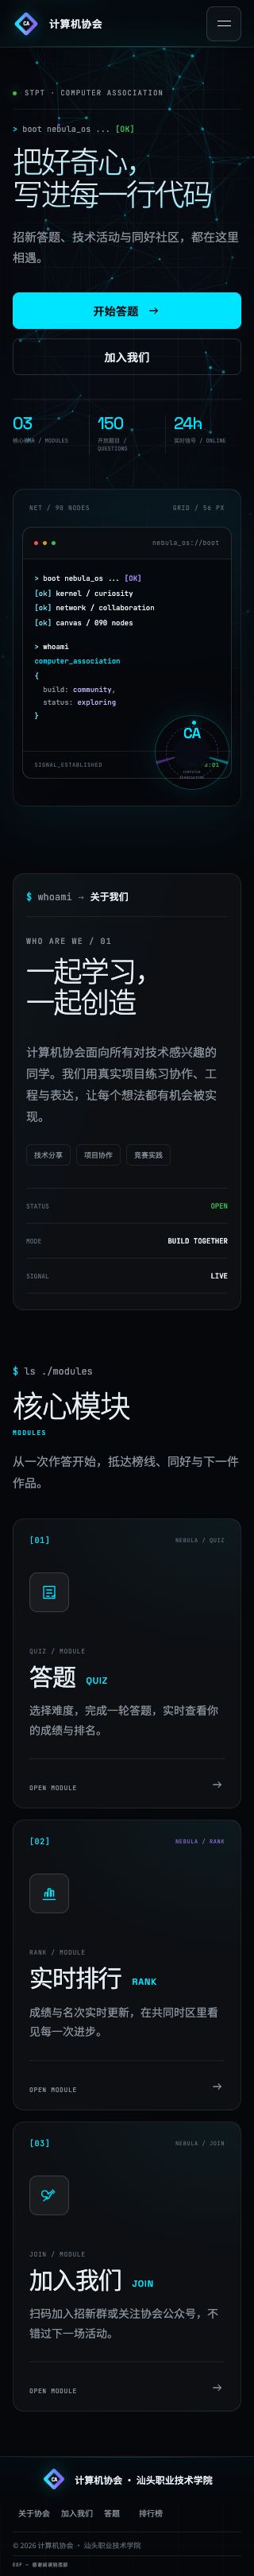 CA
计算机协会
STPT · COMPUTER ASSOCIATION
> boot nebula_os ... [OK]
把好奇心，
写进每一行代码
招新答题、技术活动与同好社区，都在这里
相遇。
开始答题 →
加入我们
03
150
24h
核心模块 / MODULES
开放题目 /
QUESTIONS
实时信号 / ONLINE
NET / 90 NODES
GRID / 56 PX
nebula_os://boot
> boot nebula_os ... [OK]
[ok] kernel / curiosity
[ok] network / collaboration
[ok] canvas / 090 nodes
> whoami
computer_association
{
build: community,
status: exploring
}
CA
COMPUTER
ASSOCIATION
SIGNAL_ESTABLISHED
$ whoami → 关于我们
WHO ARE WE / 01
一起学习，
一起创造
计算机协会面向所有对技术感兴趣的
同学。我们用真实项目练习协作、工
程与表达，让每个想法都有机会被实
现。
技术分享
项目协作
竞赛实践
STATUS
OPEN
MODE
BUILD TOGETHER
SIGNAL
LIVE
$ ls ./modules
核心模块
MODULES
从一次作答开始，抵达榜线、同好与下一件
作品。
[01]
NEBULA / QUIZ
QUIZ / MODULE
答题 QUIZ
选择难度，完成一轮答题，实时查看你
的成绩与排名。
OPEN MODULE →
[02]
NEBULA / RANK
RANK / MODULE
实时排行 RANK
成绩与名次实时更新，在共同时区里看
见每一次进步。
OPEN MODULE →
[03]
NEBULA / JOIN
JOIN / MODULE
加入我们 JOIN
扫码加入招新群或关注协会公众号，不
错过下一场活动。
OPEN MODULE →
CA
计算机协会 · 汕头职业技术学院
关于协会
加入我们
答题
排行榜
© 2026 计算机协会 · 汕头职业技术学院
EOF — 感谢阅读到底部